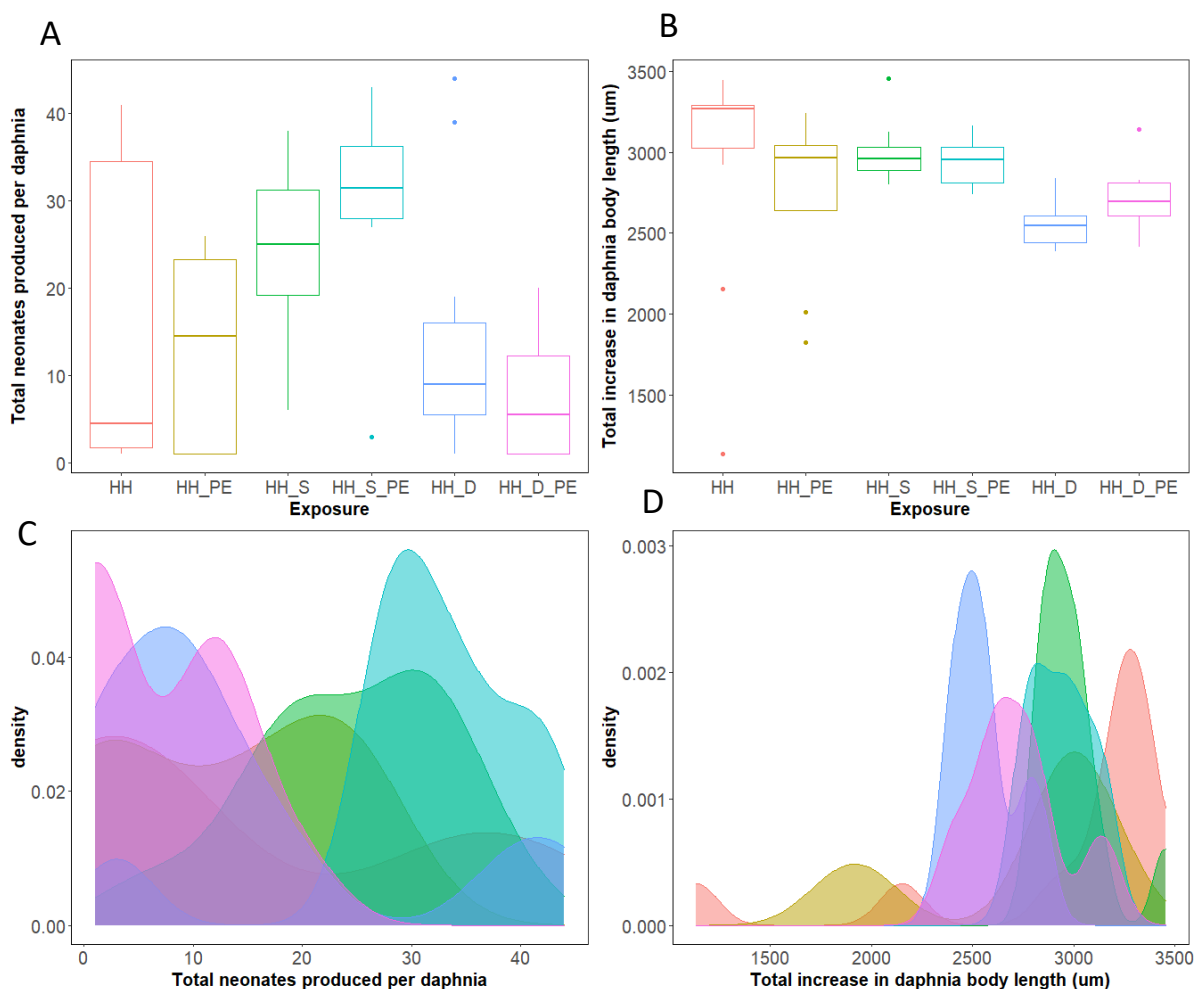 A
Total neonates produced per daphnia
40
30
20
10
0
HH HH_PE HH_S HH_S_PE HH_D HH_D_PE
Exposure
B
Total increase in daphnia body length (um)
3500
3000
2500
2000
1500
HH HH_PE HH_S HH_S_PE HH_D HH_D_PE
Exposure
C
density
0.04
0.02
0.00
0 10 20 30 40
Total neonates produced per daphnia
D
density
0.003
0.002
0.001
0.000
1500 2000 2500 3000 3500
Total increase in daphnia body length (um)